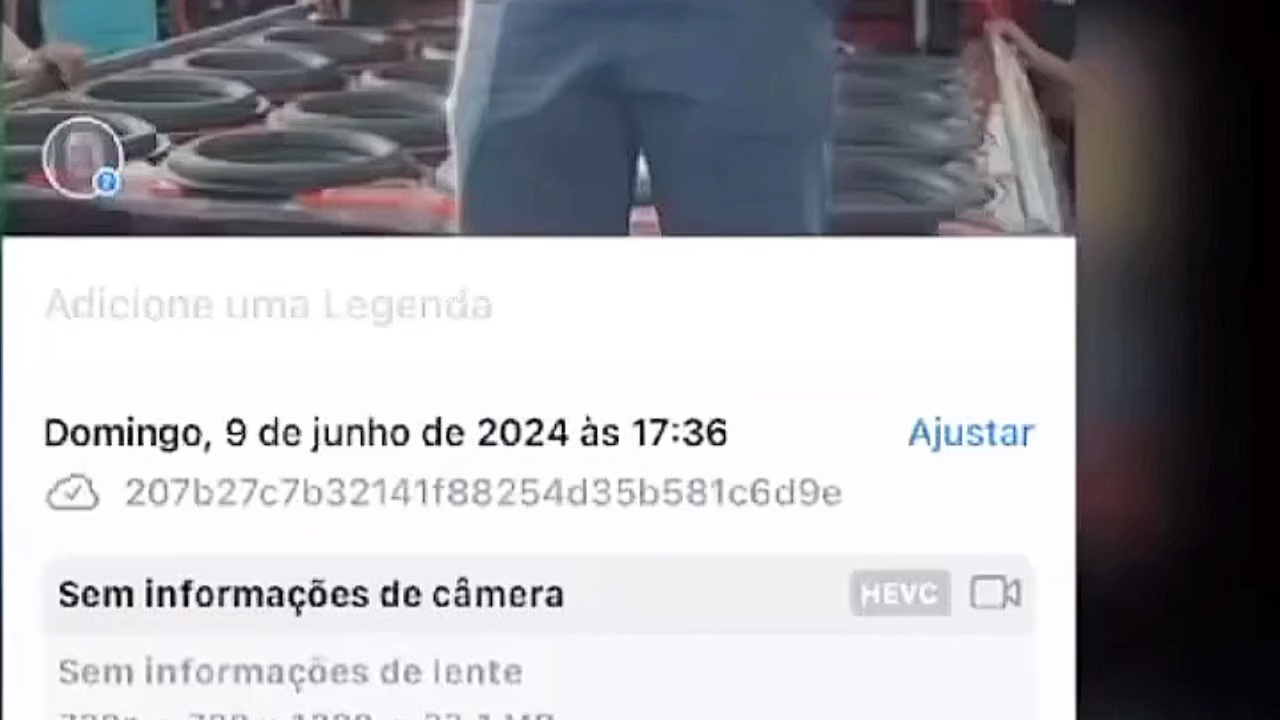 Adicione uma Legenda
Domingo, 9 de junho de 2024 às 17:36
Ajustar
207b27c7b32141f88254d35b581c6d9e
Sem informações de câmera
HEVC
Sem informações de lente